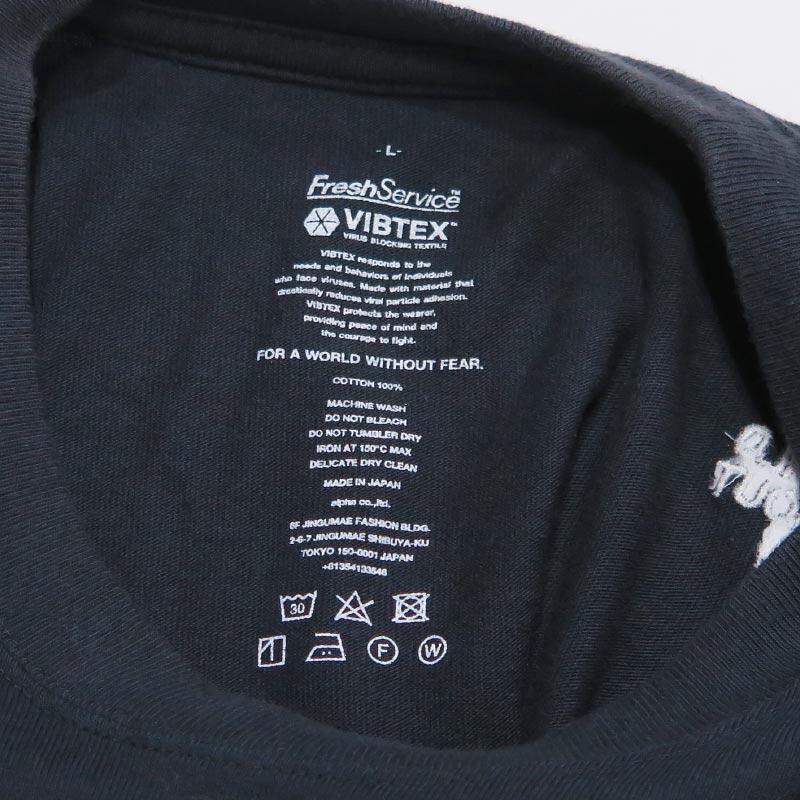 - L -
FreshService™
VIBTEX™
VIRUS BLOCKING TEXTILE
VIBTEX responds to the
needs and behaviors of individuals
who face viruses. Made with material that
drastically reduces viral particle adhesion.
VIBTEX protects the wearer,
providing peace of mind and
the courage to fight.
FOR A WORLD WITHOUT FEAR.
COTTON 100%
MACHINE WASH
DO NOT BLEACH
DO NOT TUMBLER DRY
IRON AT 150°C MAX
DELICATE DRY CLEAN
MADE IN JAPAN
alpha co.,ltd.
6F JINGUMAE FASHION BLDG.
2-6-7 JINGUMAE SHIBUYA-KU
TOKYO 150-0001 JAPAN
+81354133546
30
F W